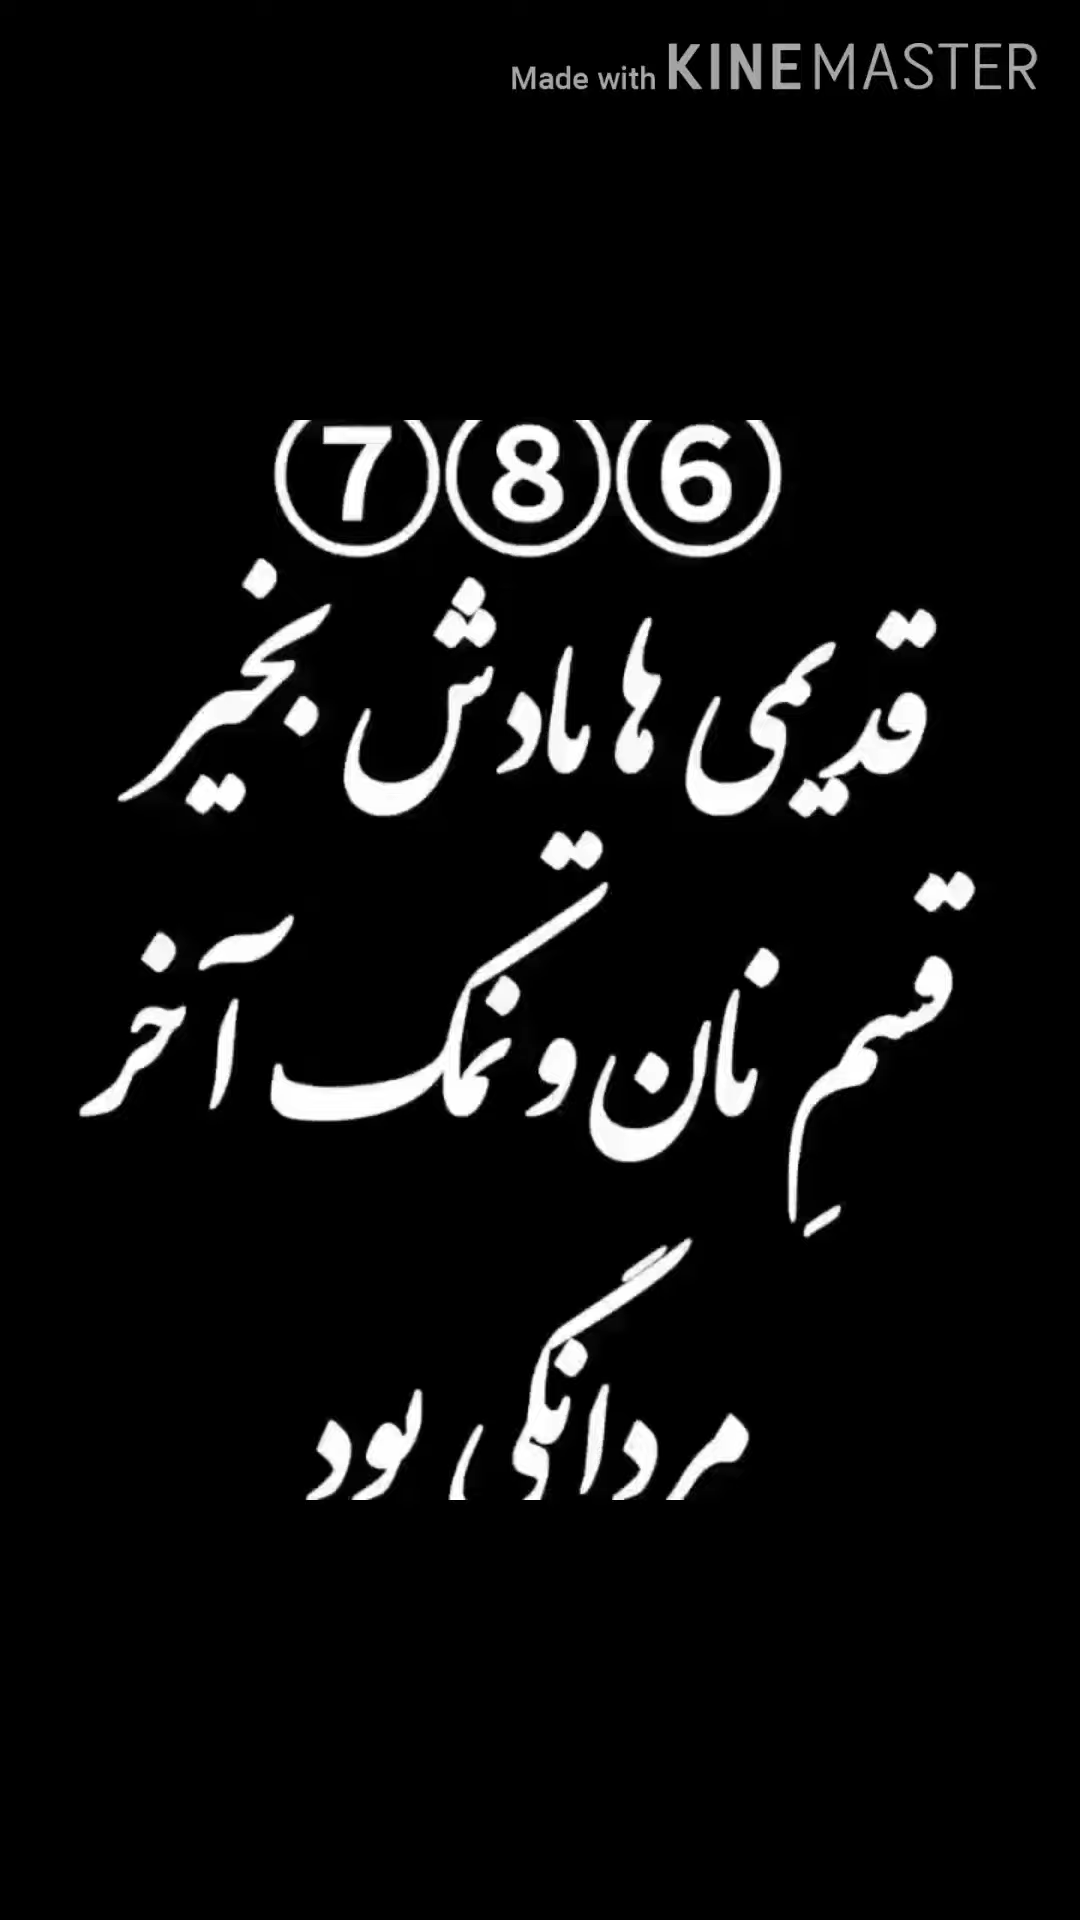 Made with KINEMASTER
⑦⑧⑥
قدیمی ها یادش بخیر
قسمِ نان و نمک آخر
مردانگی بود